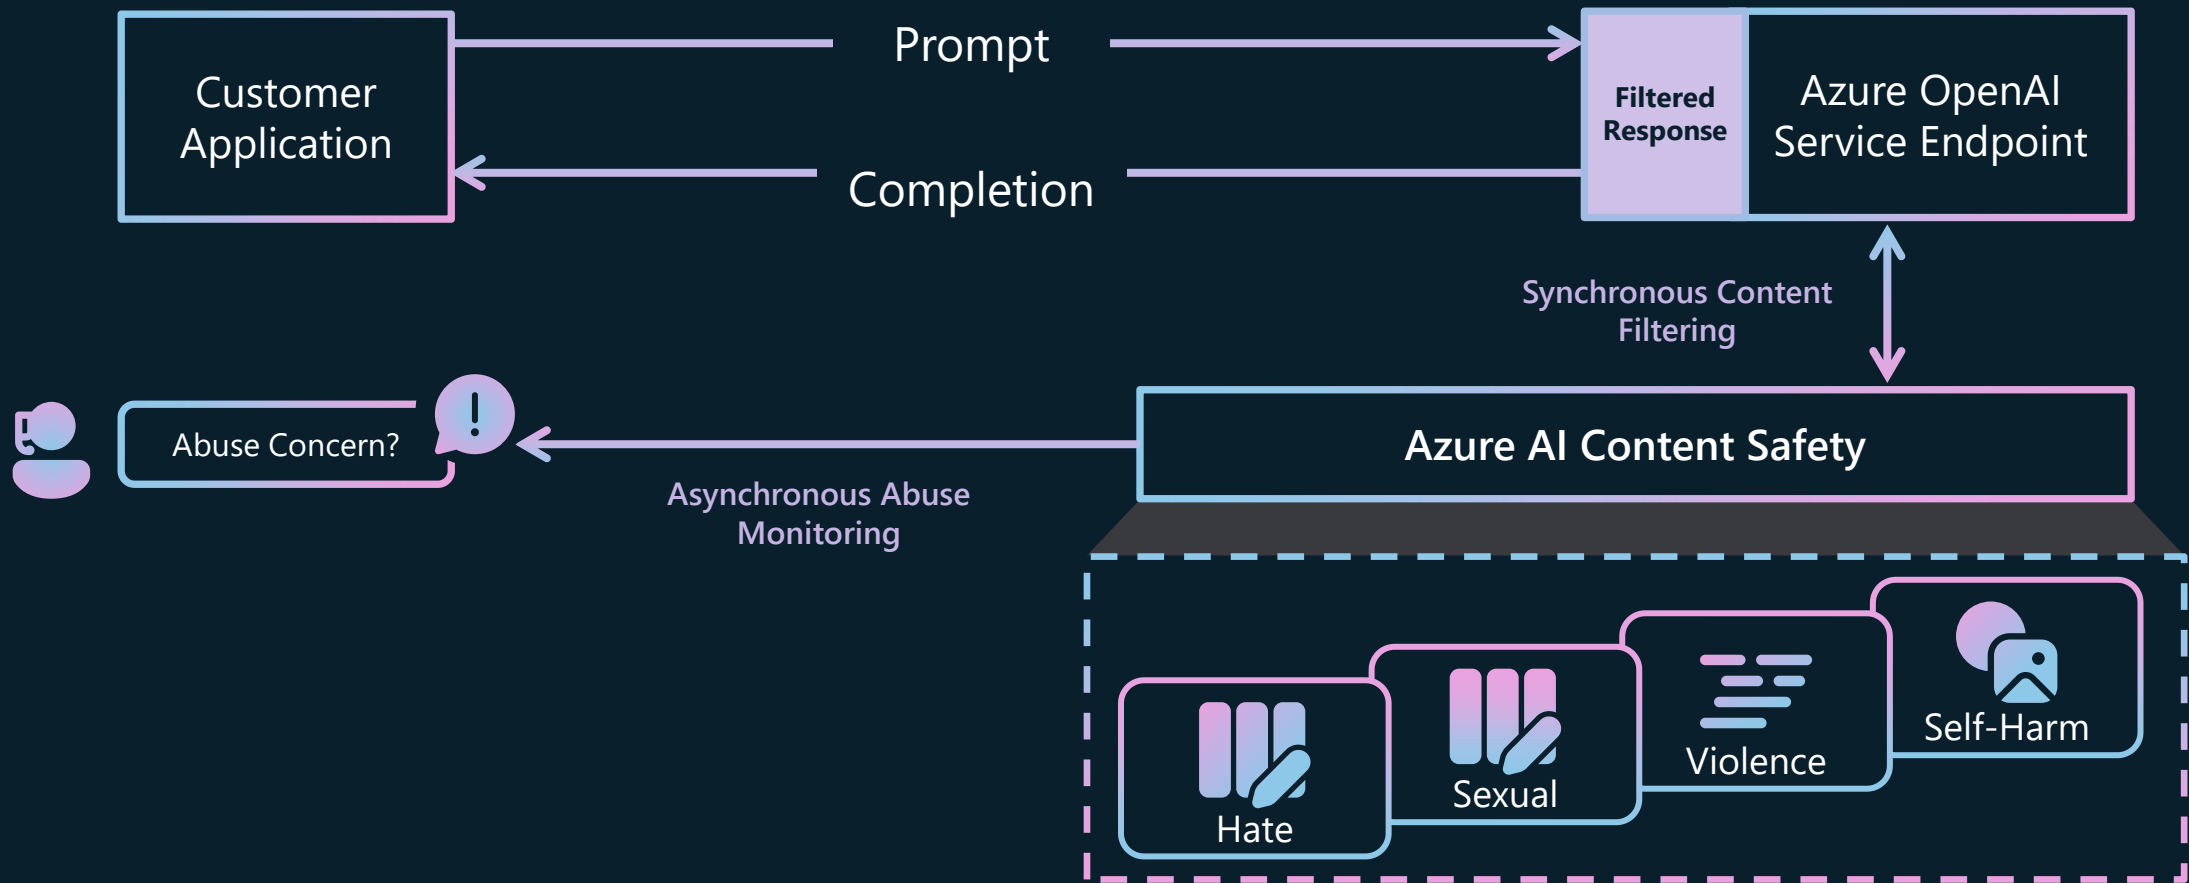 Customer
Application
Prompt
Completion
Filtered
Response
Azure OpenAI
Service Endpoint
Synchronous Content
Filtering
Abuse Concern?
!
Asynchronous Abuse
Monitoring
Azure AI Content Safety
Hate
Sexual
Violence
Self-Harm